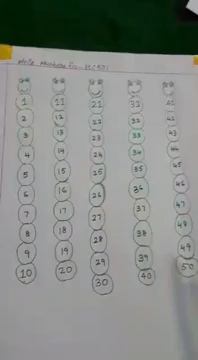 Write Numbers
1 11 21 31 41
2 12 22 32 42
3 13 23 33 43
4 14 24 34 44
5 15 25 35 45
6 16 26 36 46
7 17 27 37 47
8 18 28 38 48
9 19 29 39 49
10 20 30 40 50